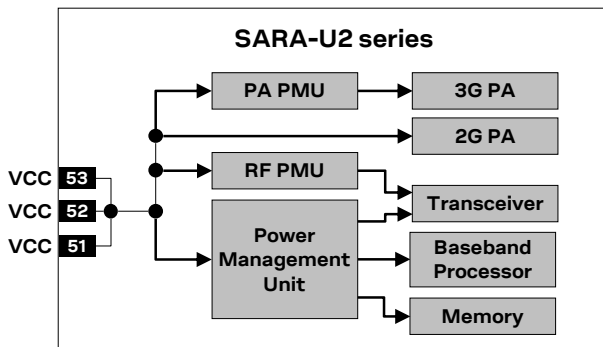 SARA-U2 series
PA PMU
3G PA
2G PA
VCC 53
RF PMU
VCC 52
Transceiver
VCC 51
Power
Management
Unit
Baseband
Processor
Memory